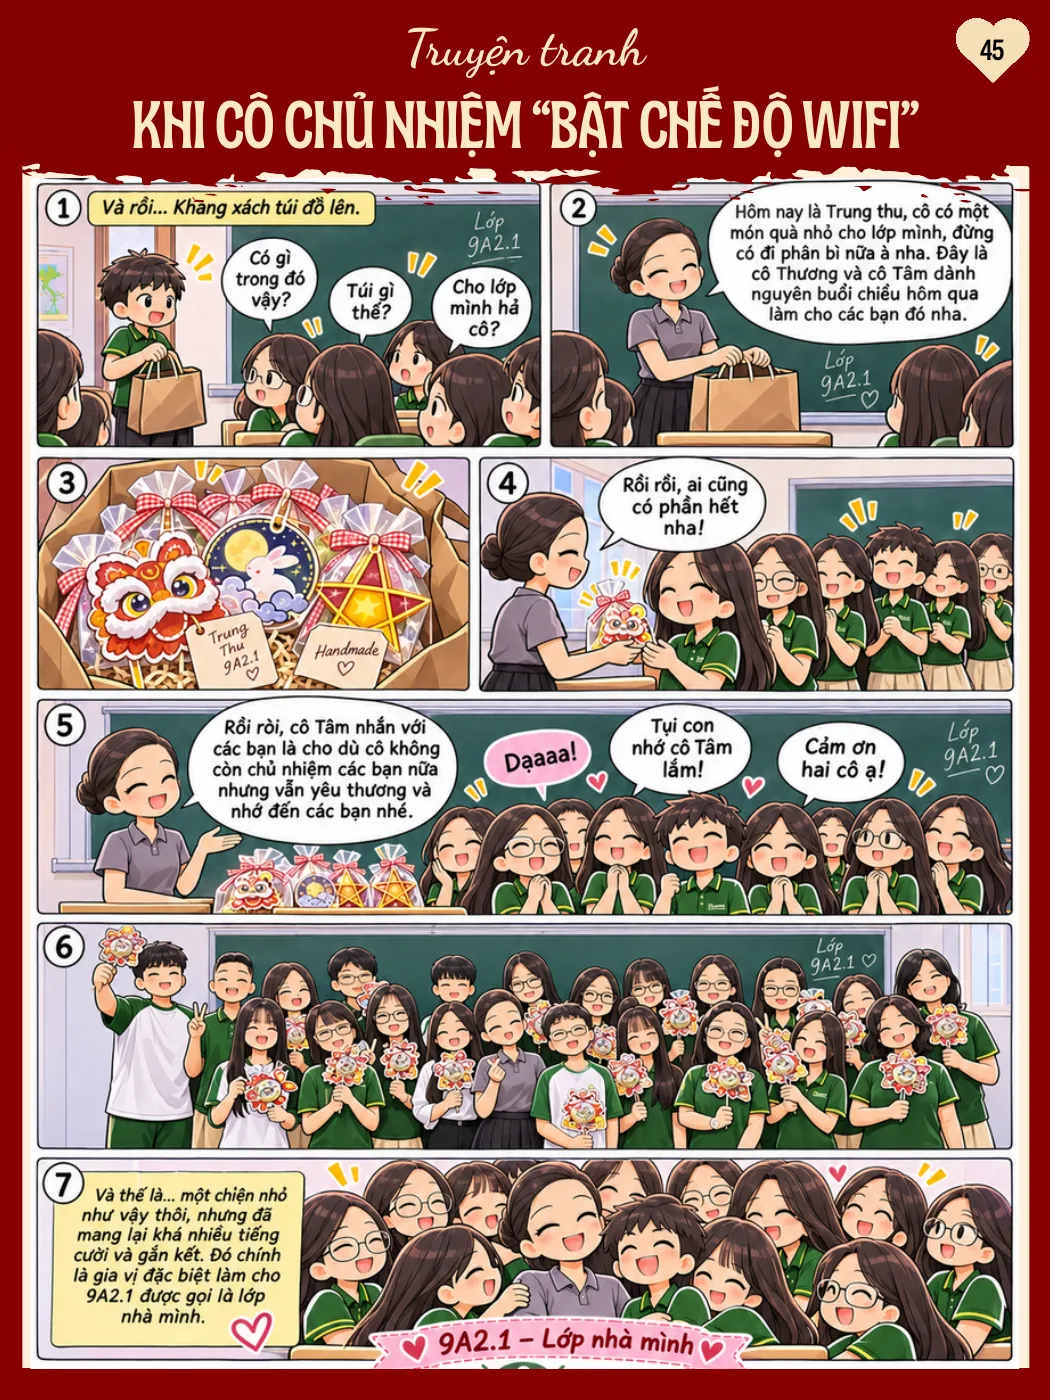 Truyện tranh
45
KHI CÔ CHỦ NHIỆM “BẬT CHẾ ĐỘ WIFI”
1
Và rồi... Khang xách túi đồ lên.
Lớp
9A2.1
Có gì
trong đó
vậy?
Túi gì
thế?
Cho lớp
mình hả
cô?
2
Hôm nay là Trung thu, cô có một
món quà nhỏ cho lớp mình, đừng
có đi phân bì nữa à nha. Đây là
cô Thương và cô Tâm dành
nguyên buổi chiều hôm qua
làm cho các bạn đó nha.
Lớp
9A2.1
3
Trung
Thu
9A2.1
Handmade
4
Rồi rồi, ai cũng
có phần hết
nha!
5
Rồi ròi, cô Tâm nhắn với
các bạn là cho dù cô không
còn chủ nhiệm các bạn nữa
nhưng vẫn yêu thương và
nhớ đến các bạn nhé.
Dạaaa!
Tụi con
nhớ cô Tâm
lắm!
Cảm ơn
hai cô ạ!
Lớp
9A2.1
6
Lớp
9A2.1
7
Và thế là... một chiện nhỏ
như vậy thôi, nhưng đã
mang lại khá nhiều tiếng
cười và gắn kết. Đó chính
là gia vị đặc biệt làm cho
9A2.1 được gọi là lớp
nhà mình.
9A2.1 – Lớp nhà mình